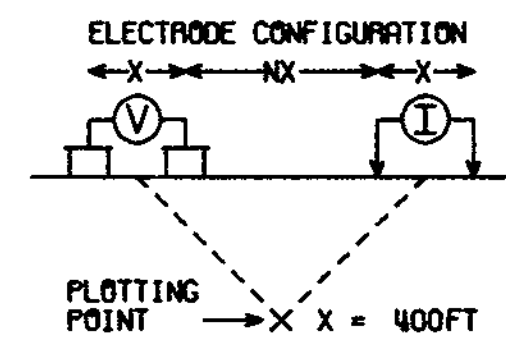 ELECTRODE CONFIGURATION
X NX X
V I
PLOTTING
POINT X X = 400FT